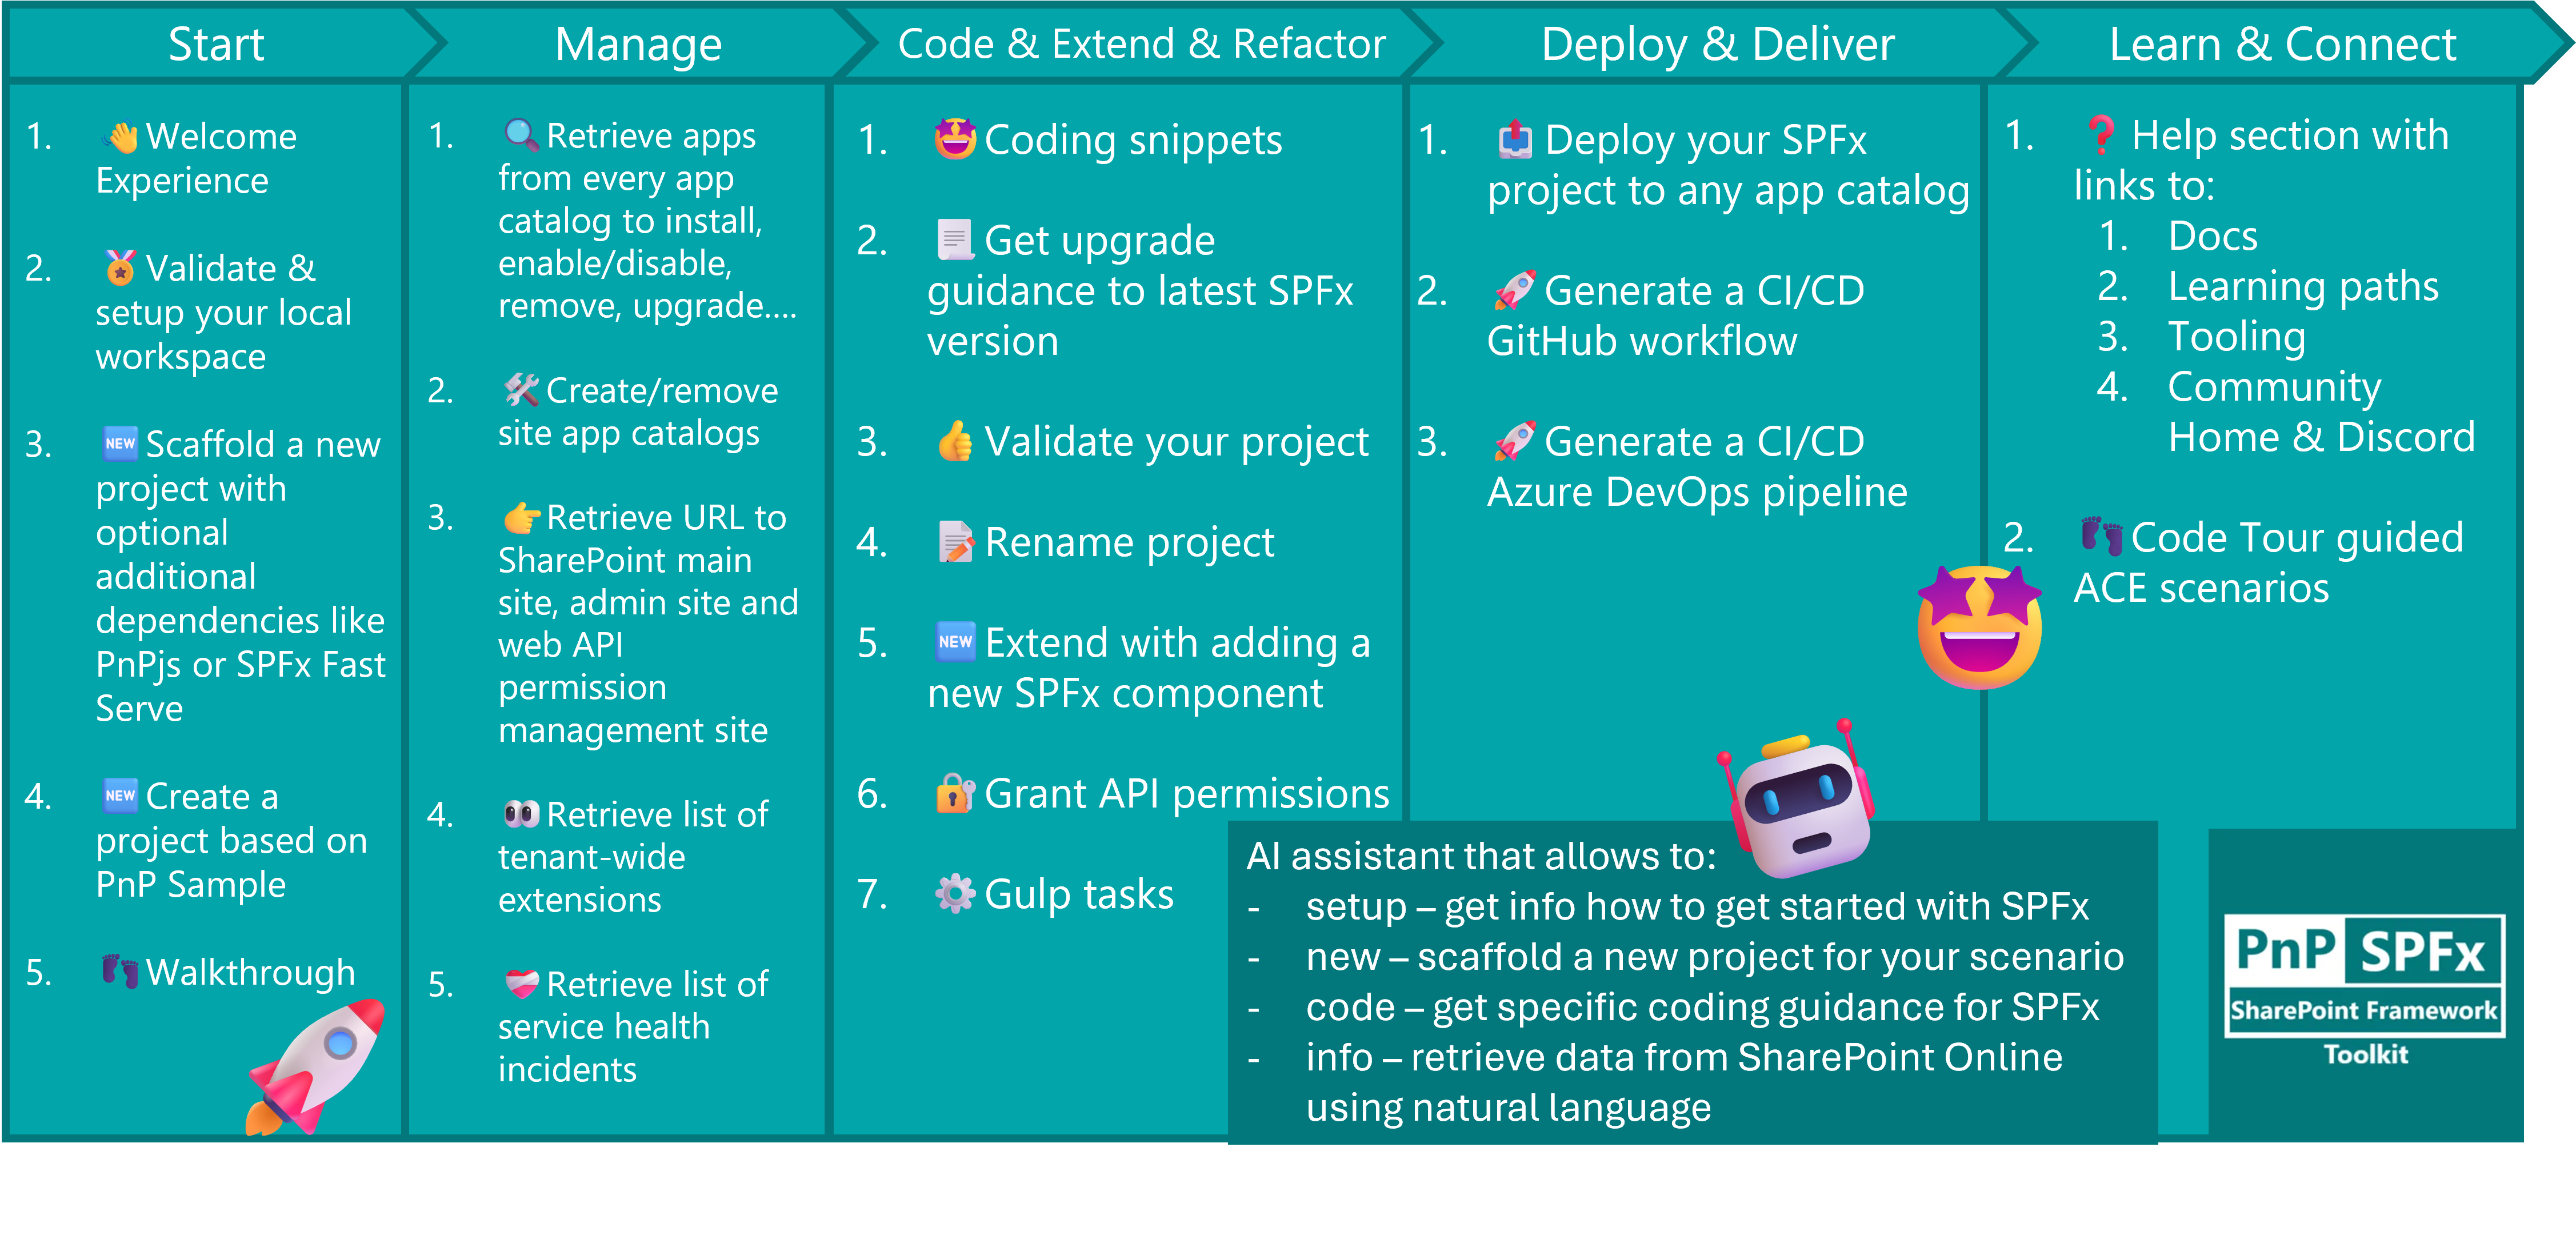 Start
Manage
Code & Extend & Refactor
Deploy & Deliver
Learn & Connect
1. 👋 Welcome
Experience
2. 🏅 Validate &
setup your local
workspace
3. 🆕 Scaffold a new
project with
optional
additional
dependencies like
PnPjs or SPFx Fast
Serve
4. 🆕 Create a
project based on
PnP Sample
5. 👣 Walkthrough
1. 🔍 Retrieve apps
from every app
catalog to install,
enable/disable,
remove, upgrade....
2. 🛠 Create/remove
site app catalogs
3. 👉 Retrieve URL to
SharePoint main
site, admin site and
web API
permission
management site
4. 👀 Retrieve list of
tenant-wide
extensions
5. 💝 Retrieve list of
service health
incidents
1. 🤩 Coding snippets
2. 📃 Get upgrade
guidance to latest SPFx
version
3. 👍 Validate your project
4. 📝 Rename project
5. 🆕 Extend with adding a
new SPFx component
6. 🔐 Grant API permissions
7. ⚙ Gulp tasks
1. 📤 Deploy your SPFx
project to any app catalog
2. 🚀 Generate a CI/CD
GitHub workflow
3. 🚀 Generate a CI/CD
Azure DevOps pipeline
1. ❓ Help section with
links to:
1. Docs
2. Learning paths
3. Tooling
4. Community
Home & Discord
2. 👣 Code Tour guided
ACE scenarios
AI assistant that allows to:
- setup – get info how to get started with SPFx
- new – scaffold a new project for your scenario
- code – get specific coding guidance for SPFx
- info – retrieve data from SharePoint Online
using natural language
PnP SPFx
SharePoint Framework
Toolkit